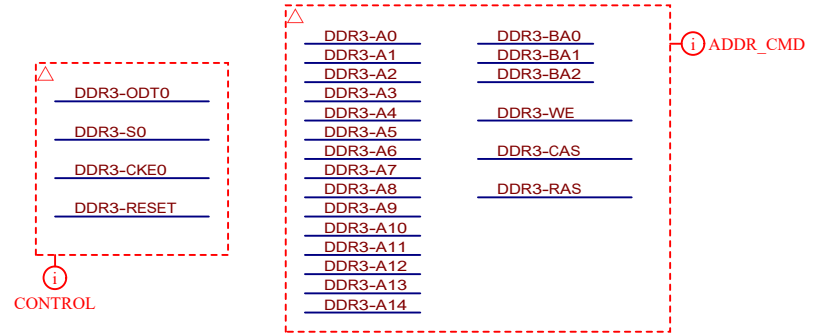 DDR3-ODT0
DDR3-S0
DDR3-CKE0
DDR3-RESET
i
CONTROL
DDR3-A0
DDR3-A1
DDR3-A2
DDR3-A3
DDR3-A4
DDR3-A5
DDR3-A6
DDR3-A7
DDR3-A8
DDR3-A9
DDR3-A10
DDR3-A11
DDR3-A12
DDR3-A13
DDR3-A14
DDR3-BA0
DDR3-BA1
DDR3-BA2
DDR3-WE
DDR3-CAS
DDR3-RAS
i ADDR_CMD